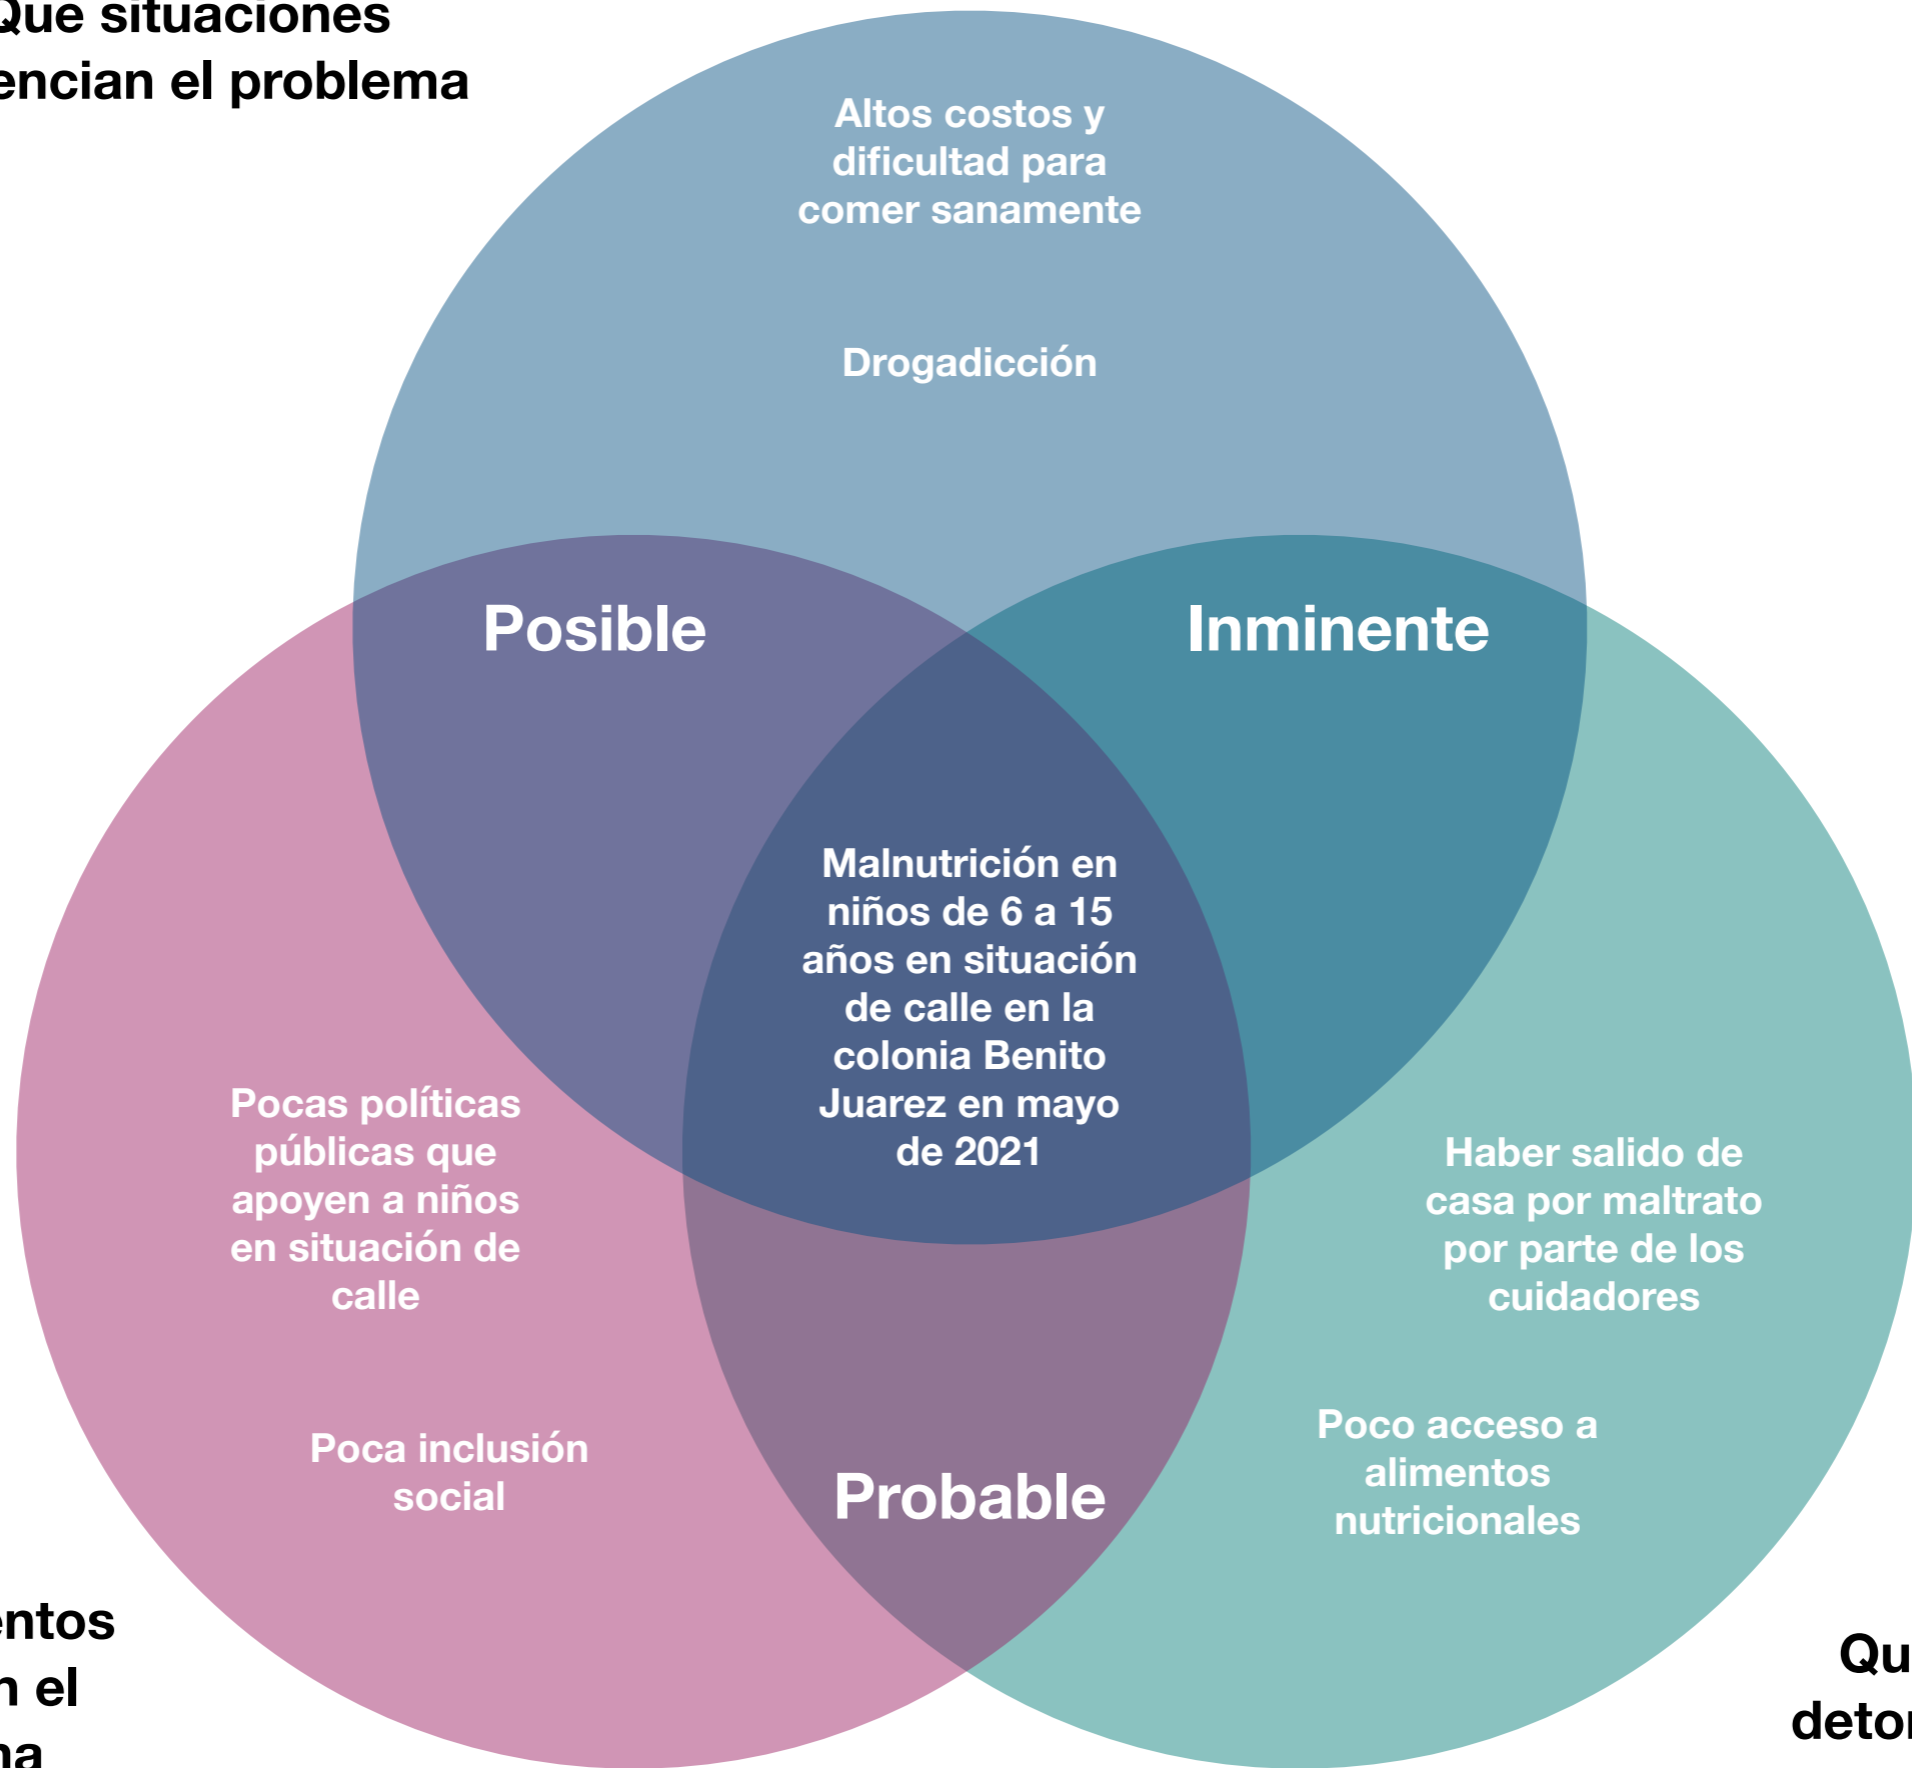 Que situaciones
encian el problema
Altos costos y
dificultad para
comer sanamente
Drogadicción
Posible
Inminente
Malnutrición en
niños de 6 a 15
años en situación
de calle en la
colonia Benito
Juarez en mayo
de 2021
Pocas políticas
públicas que
apoyen a niños
en situación de
calle
Poca inclusión
social
Haber salido de
casa por maltrato
por parte de los
cuidadores
Poco acceso a
alimentos
nutricionales
Probable
entos
n el
na
Qu
deto